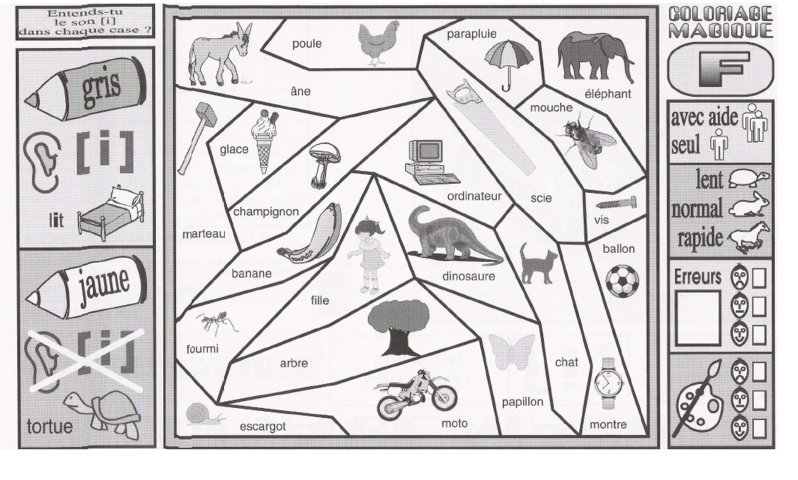 Entends-tu
le son [i]
dans chaque case ?
gris
[i]
lit
jaune
[i]
tortue
poule
parapluie
âne
éléphant
mouche
glace
champignon
ordinateur
scie
vis
marteau
banane
fille
dinosaure
ballon
fourmi
arbre
chat
papillon
escargot
moto
montre
COLORIAGE
MAGIQUE
F
avec aide
seul
lent
normal
rapide
Erreurs